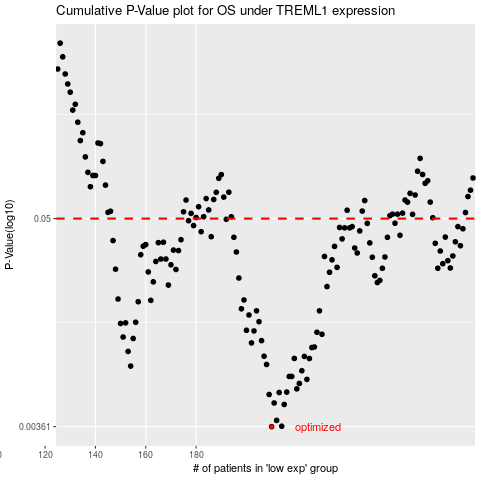 Cumulative P-Value plot for OS under TREML1 expression
P-Value(log10)
0.05
0.00361
optimized
0 120 140 160 180
# of patients in 'low exp' group